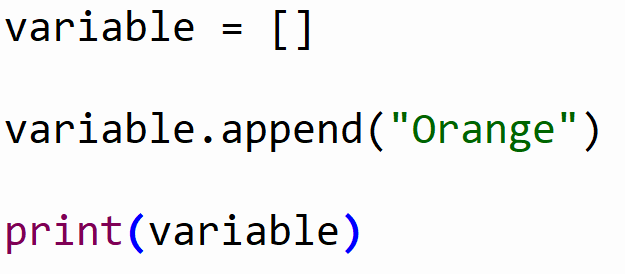 variable = []
variable.append("Orange")
print(variable)